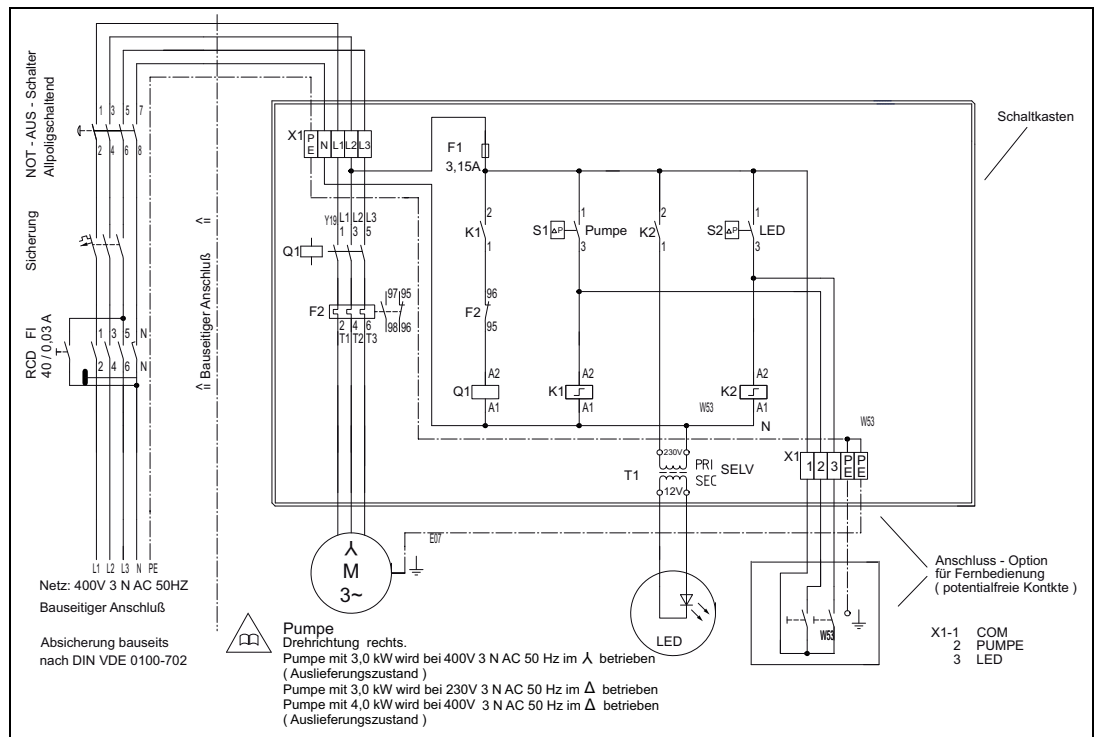 NOT - AUS - Schalter
Allpoligschaltend
1 3 5 7
2 4 6 8
Sicherung
RCD FI
40 / 0,03 A
1 3 5 N
2 4 6 N
Bauseitiger Anschluß
L1 L2 L3 N PE
Netz: 400V 3 N AC 50HZ
Bauseitiger Anschluß
Absicherung bauseits
nach DIN VDE 0100-702
Schaltkasten
X1 PE N L1 L2 L3
F1
3,15A
Y19 L1 L2 L3
1 3 5
Q1
F2
97 95
98 96
2 4 6
T1 T2 T3
2
K1
1
96
F2
95
A2
Q1
A1
1
S1 ΔP Pumpe
3
A2
K1
A1
2
K2
1
1
S2 ΔP LED
3
A2
K2
A1
W53
N
W53
T1
230V
PRI
SEC
SELV
12V
X1 1 2 3 PE PE
E07
M
3~
LED
W53
Anschluss - Option
für Fernbedienung
( potentialfreie Kontkte )
X1-1 COM
2 PUMPE
3 LED
Pumpe
Drehrichtung rechts.
Pumpe mit 3,0 kW wird bei 400V 3 N AC 50 Hz im ⅄ betrieben
( Auslieferungszustand )
Pumpe mit 3,0 kW wird bei 230V 3 N AC 50 Hz im Δ betrieben
Pumpe mit 4,0 kW wird bei 400V 3 N AC 50 Hz im Δ betrieben
( Auslieferungszustand )